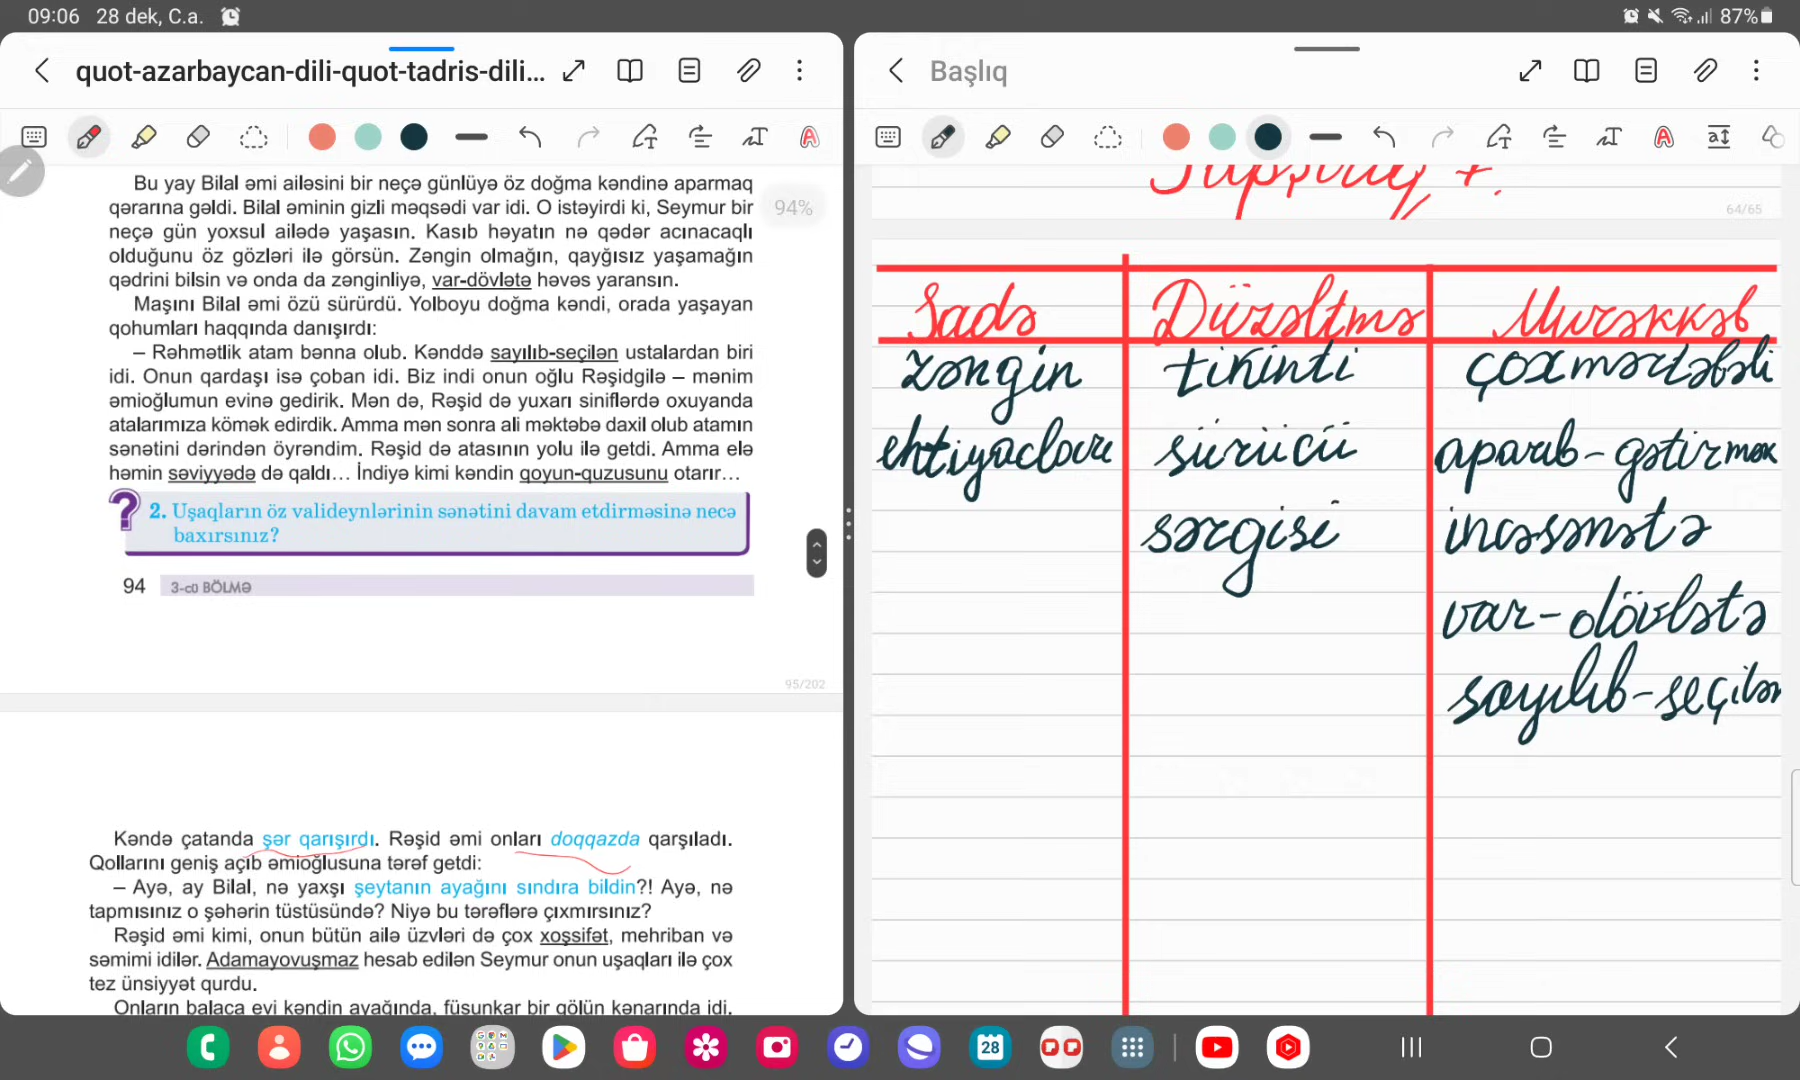 09:06 28 dek, C.a.
87%
quot-azarbaycan-dili-quot-tadris-dili...
Bu yay Bilal əmi ailəsini bir neçə günlüyə öz doğma kəndinə aparmaq
qərarına gəldi. Bilal əminin gizli məqsədi var idi. O istəyirdi ki, Seymur bir
neçə gün yoxsul ailədə yaşasın. Kasıb həyatın nə qədər acınacaqlı
olduğunu öz gözləri ilə görsün. Zəngin olmağın, qayğısız yaşamağın
qədrini bilsin və onda da zənginliyə, var-dövlətə həvəs yaransın.
94%
Maşını Bilal əmi özü sürürdü. Yolboyu doğma kəndi, orada yaşayan
qohumları haqqında danışırdı:
– Rəhmətlik atam bənna olub. Kənddə sayılıb-seçilən ustalardan biri
idi. Onun qardaşı isə çoban idi. Biz indi onun oğlu Rəşidgilə – mənim
əmioğlumun evinə gedirik. Mən də, Rəşid də yuxarı siniflərdə oxuyanda
atalarımıza kömək edirdik. Amma mən sonra ali məktəbə daxil olub atamın
sənətini dərindən öyrəndim. Rəşid də atasının yolu ilə getdi. Amma elə
həmin səviyyədə də qaldı... İndiyə kimi kəndin qoyun-quzusunu otarır...
? 2. Uşaqların öz valideynlərinin sənətini davam etdirməsinə necə
baxırsınız?
94 3-cü BÖLMƏ
95/202
Kəndə çatanda şər qarışırdı. Rəşid əmi onları doqqazda qarşıladı.
Qollarını geniş açıb əmioğlusuna tərəf getdi:
– Ayə, ay Bilal, nə yaxşı şeytanın ayağını sındıra bildin?! Ayə, nə
tapmısınız o şəhərin tüstüsündə? Niyə bu tərəflərə çıxmırsınız?
Rəşid əmi kimi, onun bütün ailə üzvləri də çox xoşsifət, mehriban və
səmimi idilər. Adamayovuşmaz hesab edilən Seymur onun uşaqları ilə çox
tez ünsiyyət qurdu.
Onların balaca evi kəndin ayağında, füsunkar bir gölün kənarında idi.
Başlıq
64/65
Sadə Düzəltmə Mürəkkəb
zəngin tikinti çoxmərtəbəli
ehtiyacları sürücü aparıb-gətirmək
sərgisi incəsənətə
var-dövlətə
sayılıb-seçilən
28